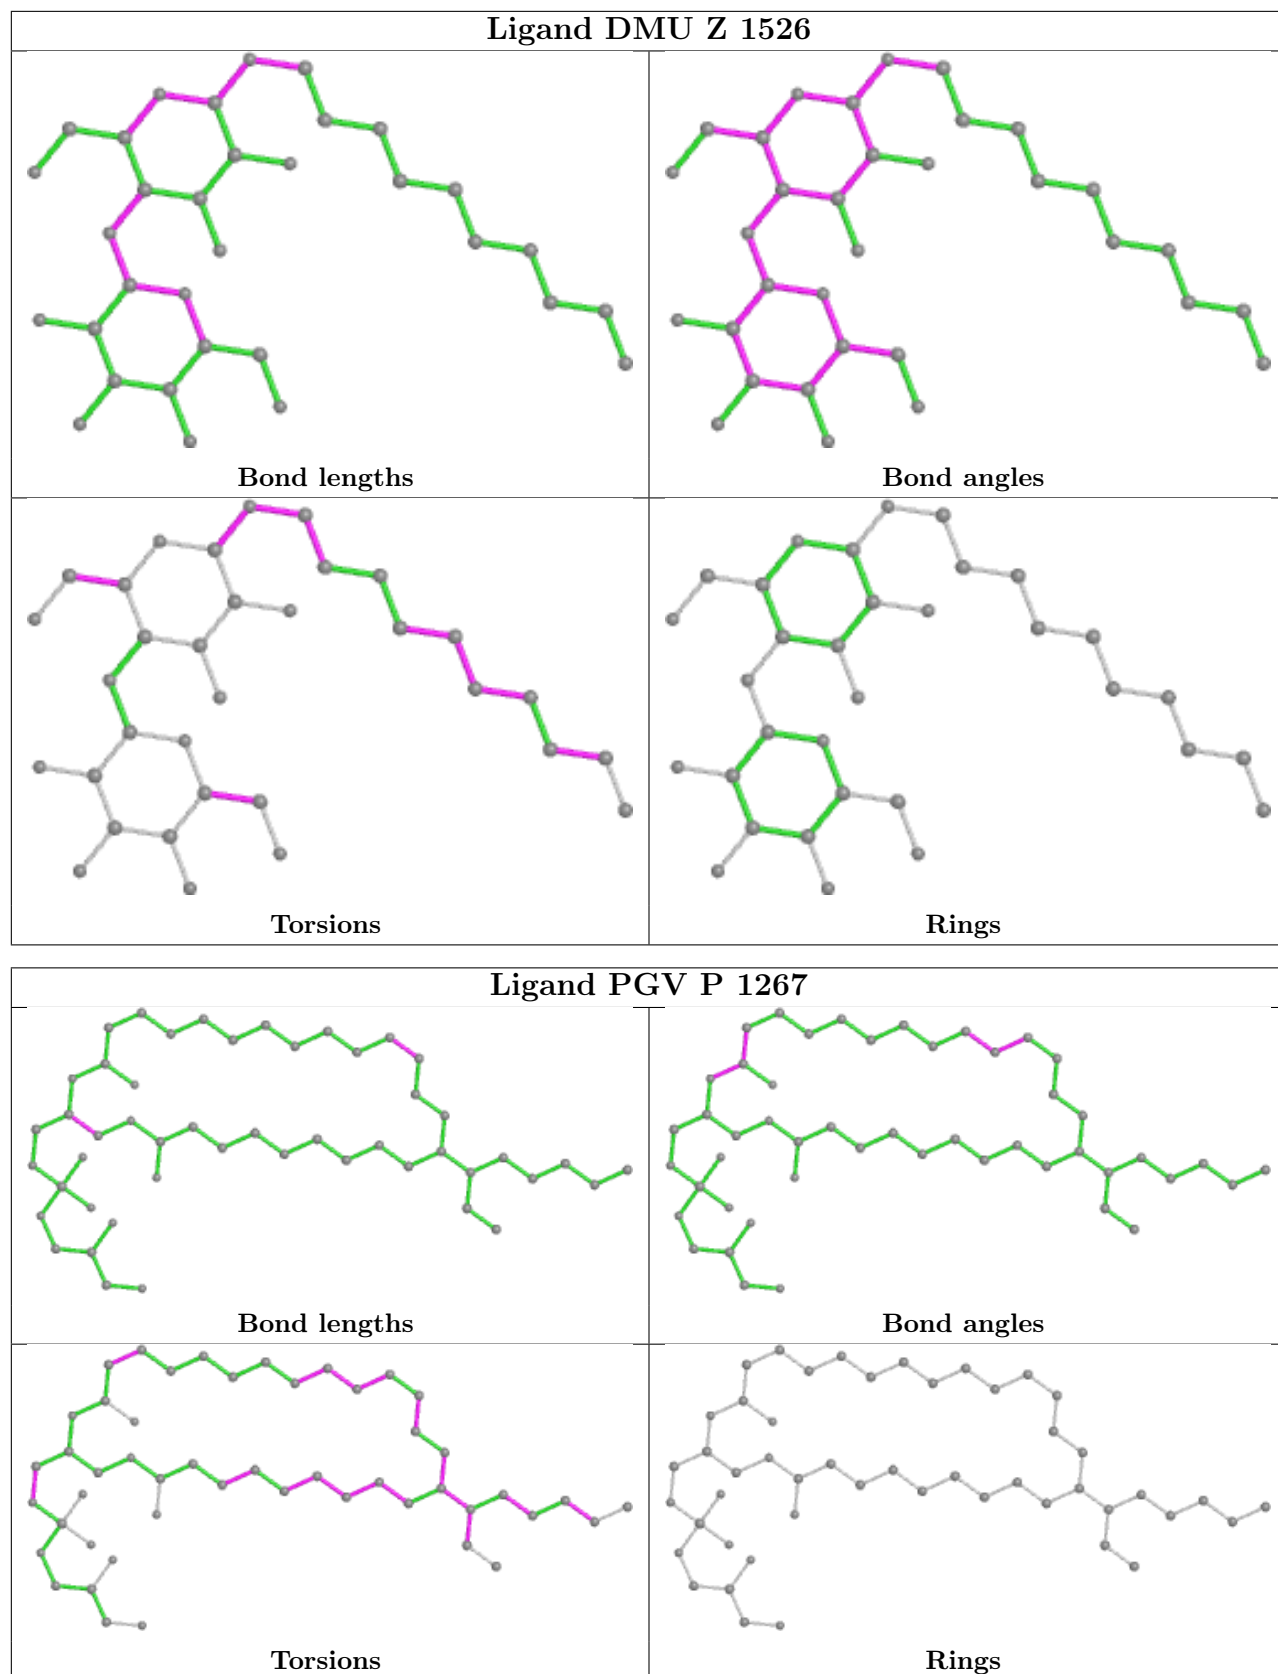 Ligand DMU Z 1526
Bond lengths
Bond angles
Torsions
Rings
Ligand PGV P 1267
Bond lengths
Bond angles
Torsions
Rings